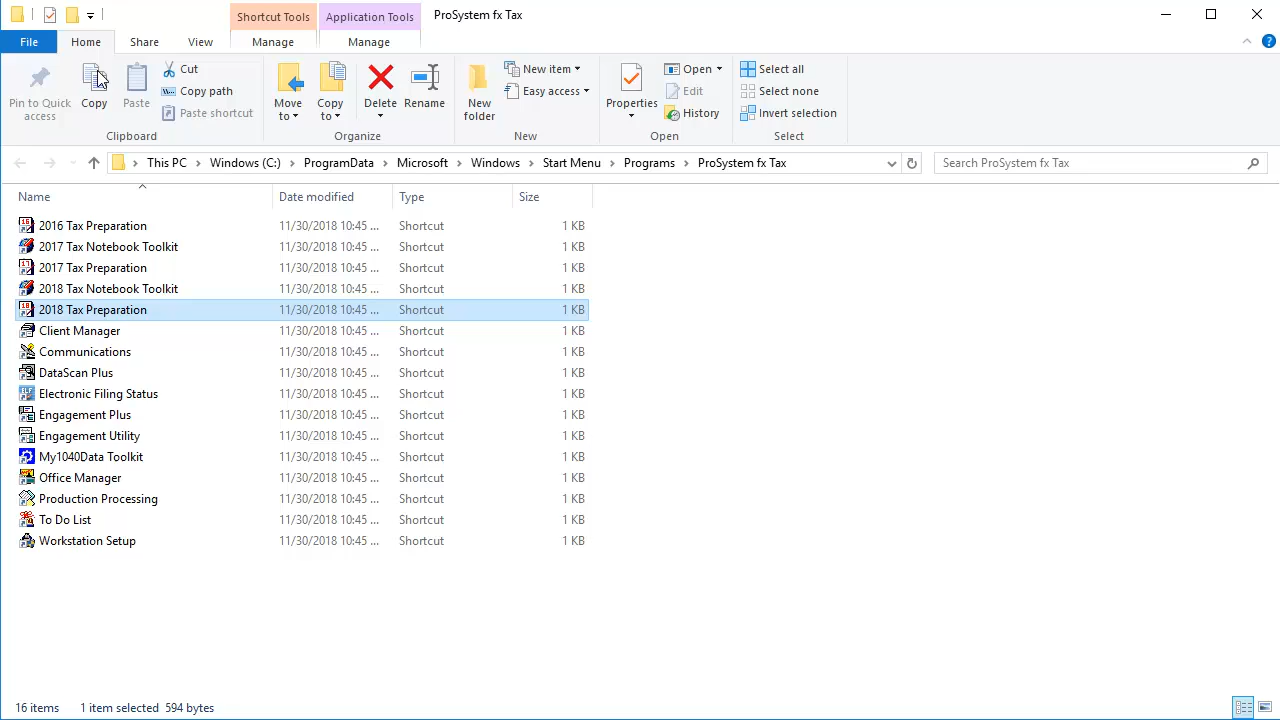 Shortcut Tools Application Tools ProSystem fx Tax
File Home Share View Manage Manage
Pin to Quick access
Copy
Paste
Cut
Copy path
Paste shortcut
Clipboard
Move to
Copy to
Delete
Rename
Organize
New folder
New item
Easy access
New
Properties
Open
Edit
History
Open
Select all
Select none
Invert selection
Select
This PC Windows (C:) ProgramData Microsoft Windows Start Menu Programs ProSystem fx Tax Search ProSystem fx Tax
Name Date modified Type Size
2016 Tax Preparation 11/30/2018 10:45 ... Shortcut 1 KB
2017 Tax Notebook Toolkit 11/30/2018 10:45 ... Shortcut 1 KB
2017 Tax Preparation 11/30/2018 10:45 ... Shortcut 1 KB
2018 Tax Notebook Toolkit 11/30/2018 10:45 ... Shortcut 1 KB
2018 Tax Preparation 11/30/2018 10:45 ... Shortcut 1 KB
Client Manager 11/30/2018 10:45 ... Shortcut 1 KB
Communications 11/30/2018 10:45 ... Shortcut 1 KB
DataScan Plus 11/30/2018 10:45 ... Shortcut 1 KB
Electronic Filing Status 11/30/2018 10:45 ... Shortcut 1 KB
Engagement Plus 11/30/2018 10:45 ... Shortcut 1 KB
Engagement Utility 11/30/2018 10:45 ... Shortcut 1 KB
My1040Data Toolkit 11/30/2018 10:45 ... Shortcut 1 KB
Office Manager 11/30/2018 10:45 ... Shortcut 1 KB
Production Processing 11/30/2018 10:45 ... Shortcut 1 KB
To Do List 11/30/2018 10:45 ... Shortcut 1 KB
Workstation Setup 11/30/2018 10:45 ... Shortcut 1 KB
16 items 1 item selected 594 bytes